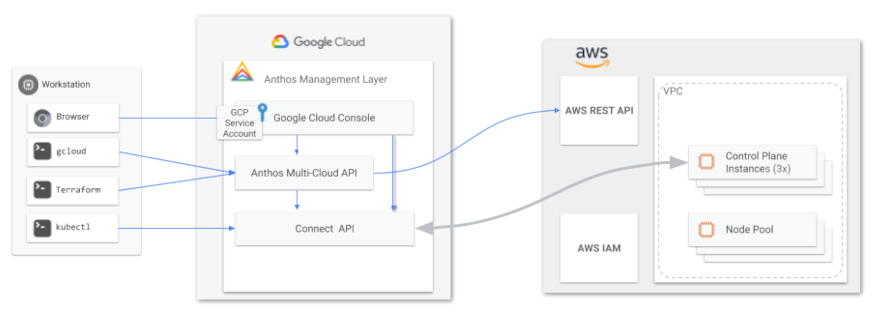 Workstation
Browser
gcloud
Terraform
kubectl
Google Cloud
Anthos Management Layer
GCP
Service
Account
Google Cloud Console
Anthos Multi-Cloud API
Connect API
aws
AWS REST API
AWS IAM
VPC
Control Plane
Instances (3x)
Node Pool